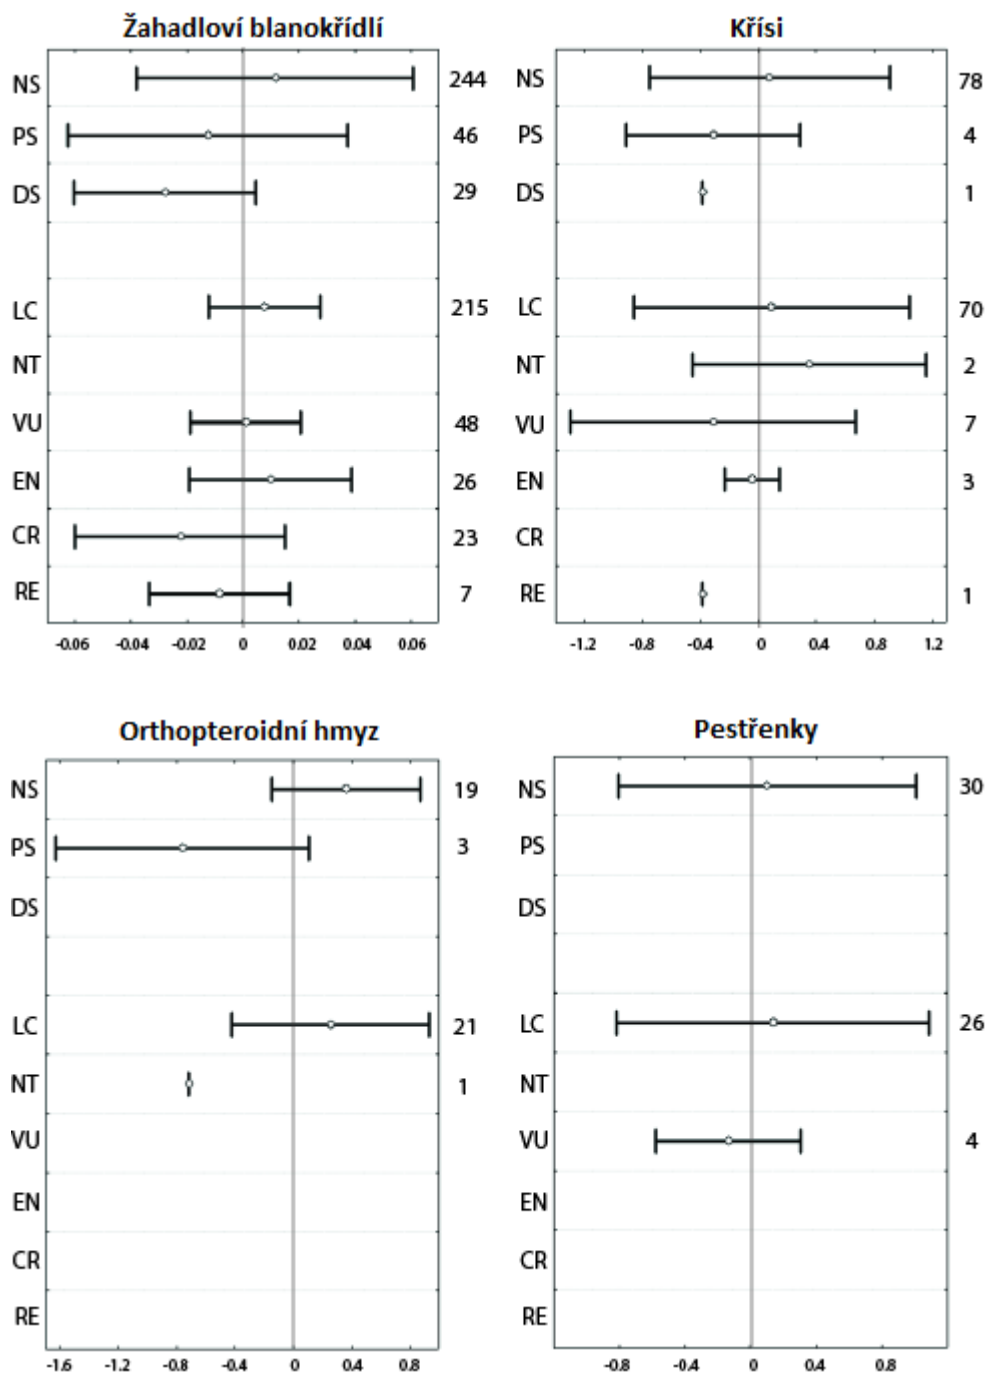 Žahadloví blanokřídlí
NS 244
PS 46
DS 29
LC 215
NT
VU 48
EN 26
CR 23
RE 7
-0.06 -0.04 -0.02 0 0.02 0.04 0.06
Křísi
NS 78
PS 4
DS 1
LC 70
NT 2
VU 7
EN 3
CR
RE 1
-1.2 -0.8 -0.4 0 0.4 0.8 1.2
Orthopteroidní hmyz
NS 19
PS 3
DS
LC 21
NT 1
VU
EN
CR
RE
-1.6 -1.2 -0.8 -0.4 0 0.4 0.8
Pestřenky
NS 30
PS
DS
LC 26
NT
VU 4
EN
CR
RE
-0.8 -0.4 0 0.4 0.8